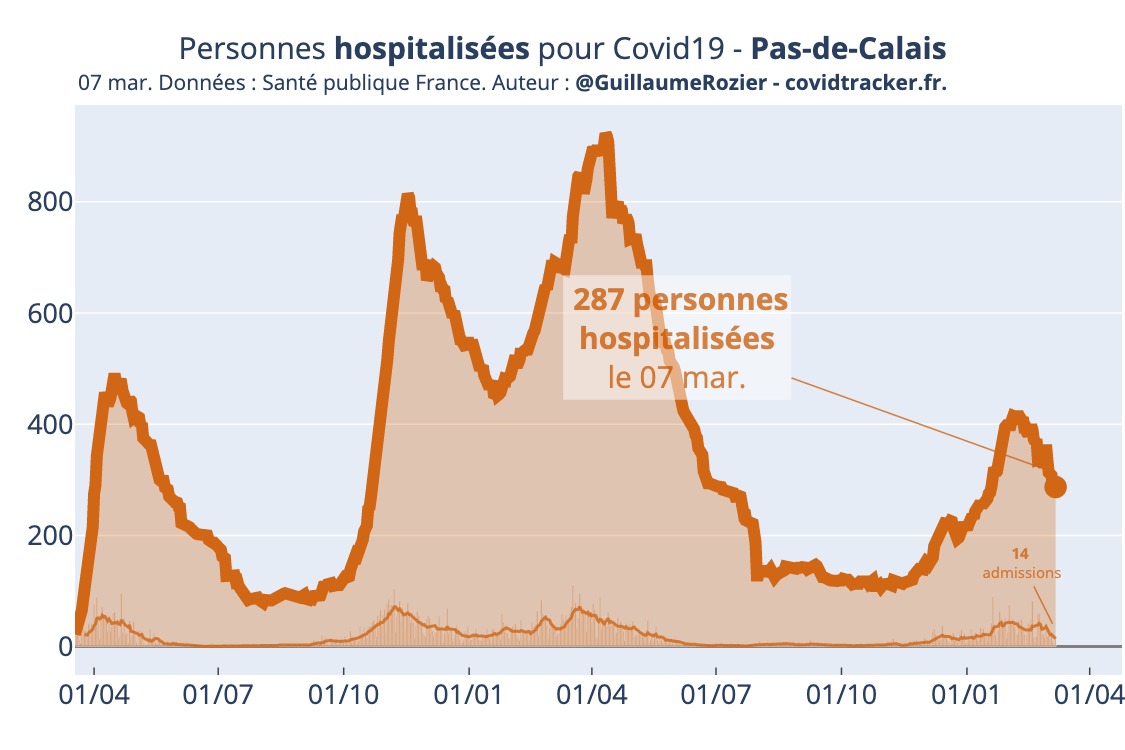 Personnes hospitalisées pour Covid19 - Pas-de-Calais
07 mar. Données : Santé publique France. Auteur : @GuillaumeRozier - covidtracker.fr.
800
600
400
200
0
287 personnes
hospitalisées
le 07 mar.
14
admissions
01/04 01/07 01/10 01/01 01/04 01/07 01/10 01/01 01/04